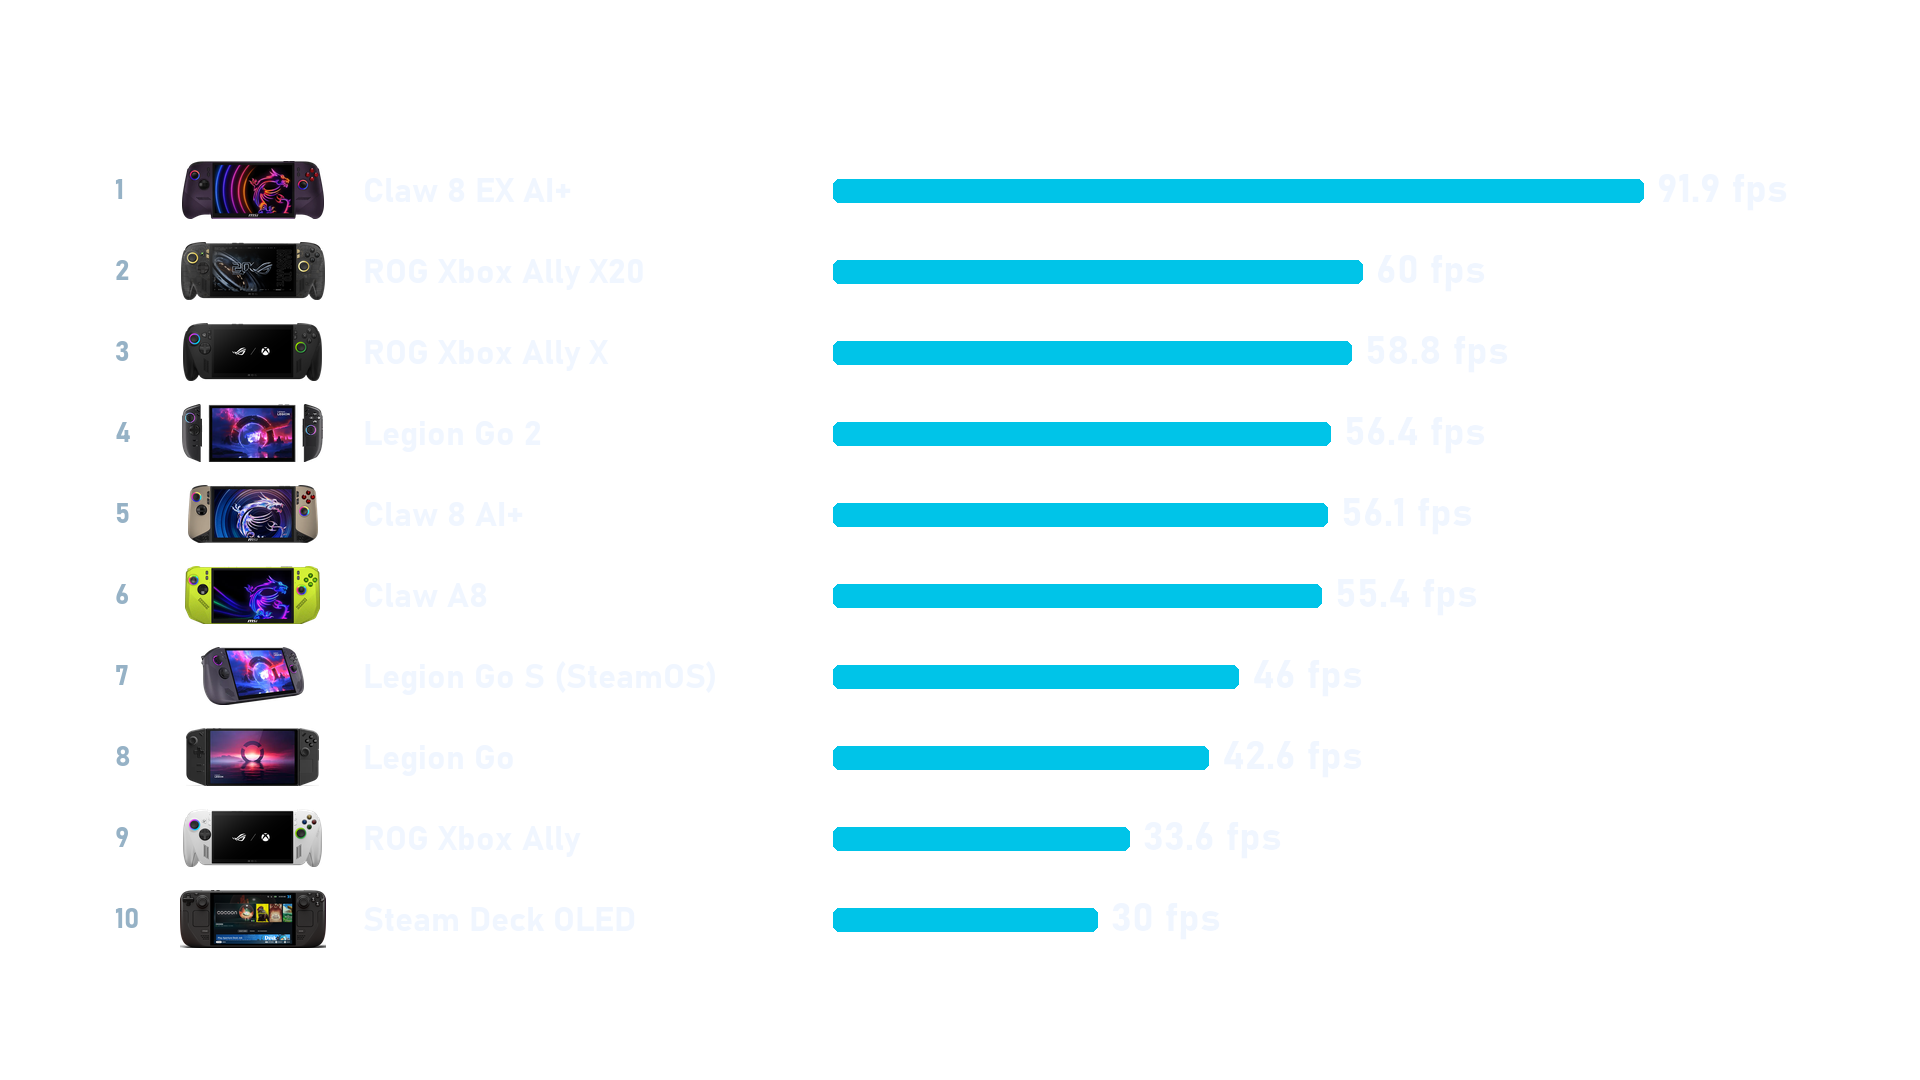 1 Claw 8 EX AI+ 91.9 fps
2 ROG Xbox Ally X20 60 fps
3 ROG Xbox Ally X 58.8 fps
4 Legion Go 2 56.4 fps
5 Claw 8 AI+ 56.1 fps
6 Claw A8 55.4 fps
7 Legion Go S (SteamOS) 46 fps
8 Legion Go 42.6 fps
9 ROG Xbox Ally 33.6 fps
10 Steam Deck OLED 30 fps